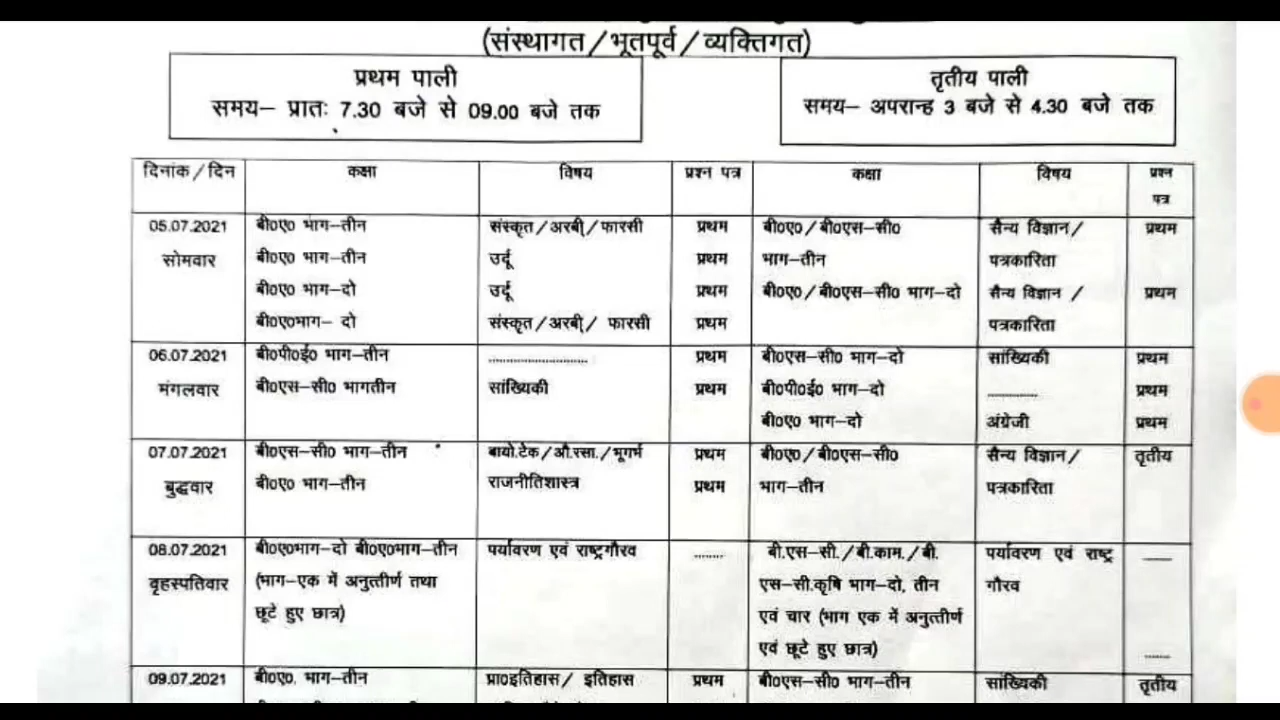 (संस्थागत/भूतपूर्व/व्यक्तिगत)
प्रथम पाली
समय– प्रातः 7.30 बजे से 09.00 बजे तक
तृतीय पाली
समय– अपरान्ह 3 बजे से 4.30 बजे तक
दिनांक/दिन कक्षा विषय प्रश्न पत्र कक्षा विषय प्रश्न
पत्र
05.07.2021 बी0ए0 भाग–तीन संस्कृत/अरबी/फारसी प्रथम बी0ए0/बी0एस–सी0 सैन्य विज्ञान/ प्रथम
सोमवार बी0ए0 भाग–तीन उर्दू प्रथम भाग–तीन पत्रकारिता
बी0ए0 भाग–दो उर्दू प्रथम बी0ए0/बी0एस–सी0 भाग–दो सैन्य विज्ञान / प्रथम
बी0ए0भाग– दो संस्कृत/अरबी/ फारसी प्रथम पत्रकारिता
06.07.2021 बी0पी0ई0 भाग–तीन ............................ प्रथम बी0एस–सी0 भाग–दो सांख्यिकी प्रथम
मंगलवार बी0एस–सी0 भागतीन सांख्यिकी प्रथम बी0पी0ई0 भाग–दो .............. प्रथम
बी0ए0 भाग–दो अंग्रेजी प्रथम
07.07.2021 बी0एस–सी0 भाग–तीन बायो.टेक/औ.रसा./भूगर्भ प्रथम बी0ए0/बी0एस–सी0 सैन्य विज्ञान/ तृतीय
बुद्धवार बी0ए0 भाग–तीन राजनीतिशास्त्र प्रथम भाग–तीन पत्रकारिता
08.07.2021 बी0ए0भाग–दो बी0ए0भाग–तीन पर्यावरण एवं राष्ट्रगौरव ........ बी.एस–सी./बी.काम./बी. पर्यावरण एवं राष्ट्र ........
वृहस्पतिवार (भाग–एक में अनुत्तीर्ण तथा एस–सी.कृषि भाग–दो, तीन गौरव
छूटे हुए छात्र) एवं चार (भाग एक में अनुत्तीर्ण
एवं छूटे हुए छात्र) .......
09.07.2021 बी0ए0. भाग–तीन प्रा0इतिहास/ इतिहास प्रथम बी0एस–सी0 भाग–तीन सांख्यिकी तृतीय